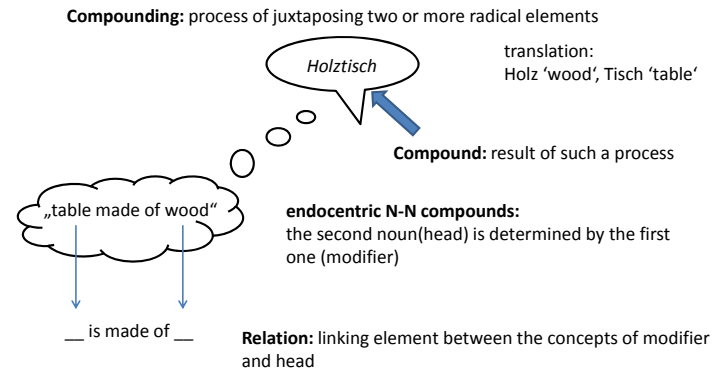 Compounding: process of juxtaposing two or more radical elements
Holztisch
translation:
Holz ‘wood’, Tisch ‘table‘
Compound: result of such a process
„table made of wood“
endocentric N-N compounds:
the second noun(head) is determined by the first
one (modifier)
__ is made of __
Relation: linking element between the concepts of modifier
and head